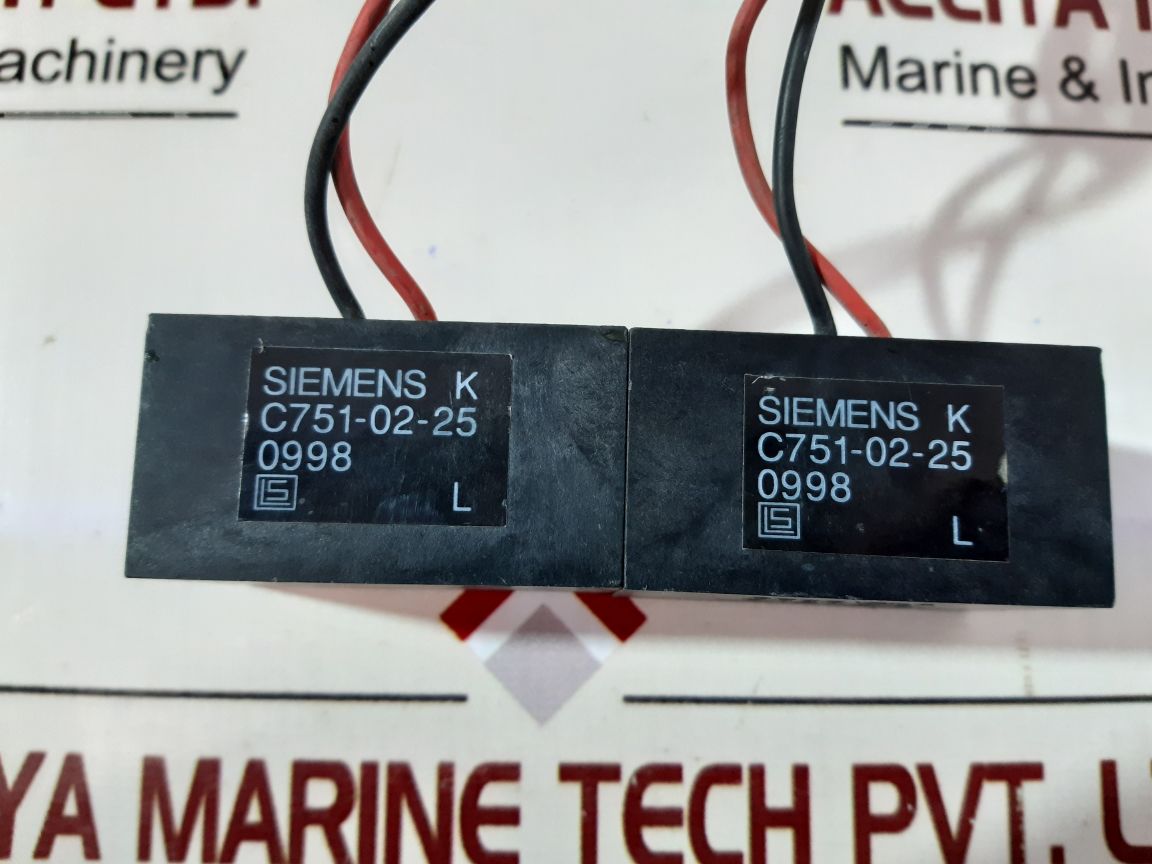 achinery
Marine & In
SIEMENS K
C751-02-25
0998
L
SIEMENS K
C751-02-25
0998
L
YA MARINE TECH PVT. L